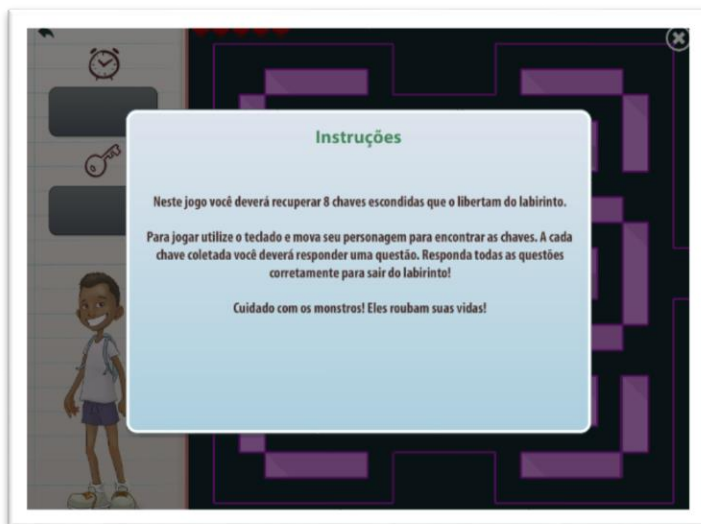 Instruções
Neste jogo você deverá recuperar 8 chaves escondidas que o libertam do labirinto.
Para jogar utilize o teclado e mova seu personagem para encontrar as chaves. A cada
chave coletada você deverá responder uma questão. Responda todas as questões
corretamente para sair do labirinto!
Cuidado com os monstros! Eles roubam suas vidas!